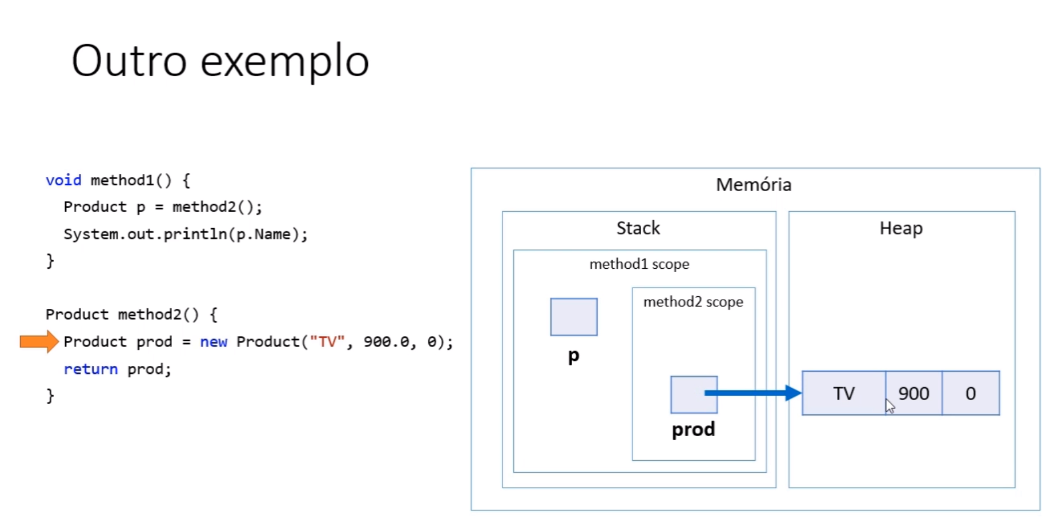 Outro exemplo
void method1() {
Product p = method2();
System.out.println(p.Name);
}
Product method2() {
Product prod = new Product("TV", 900.0, 0);
return prod;
}
Memória
Stack
Heap
method1 scope
method2 scope
p
prod
TV 900 0